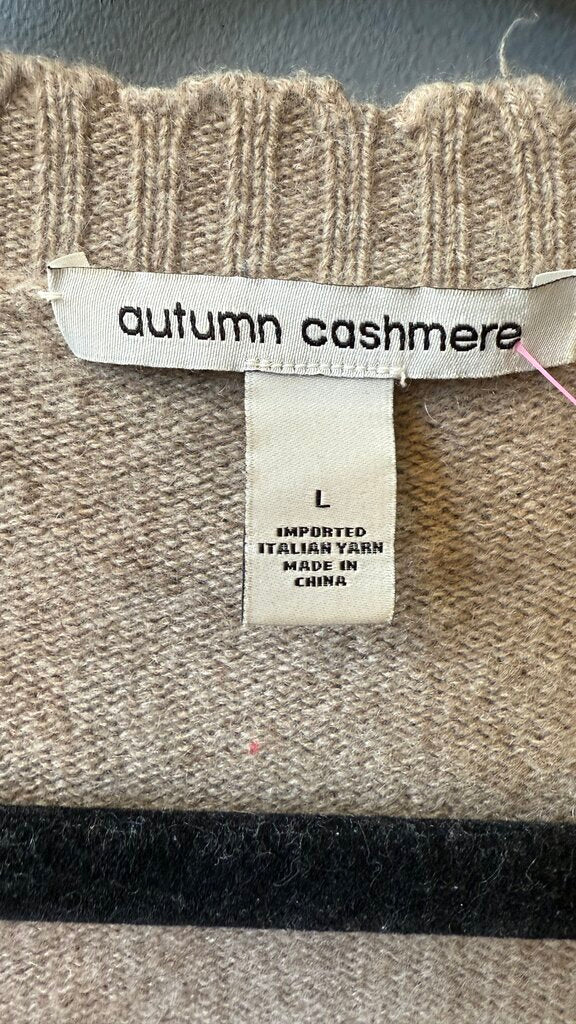 autumn cashmere
L
IMPORTED
ITALIAN YARN
MADE IN
CHINA